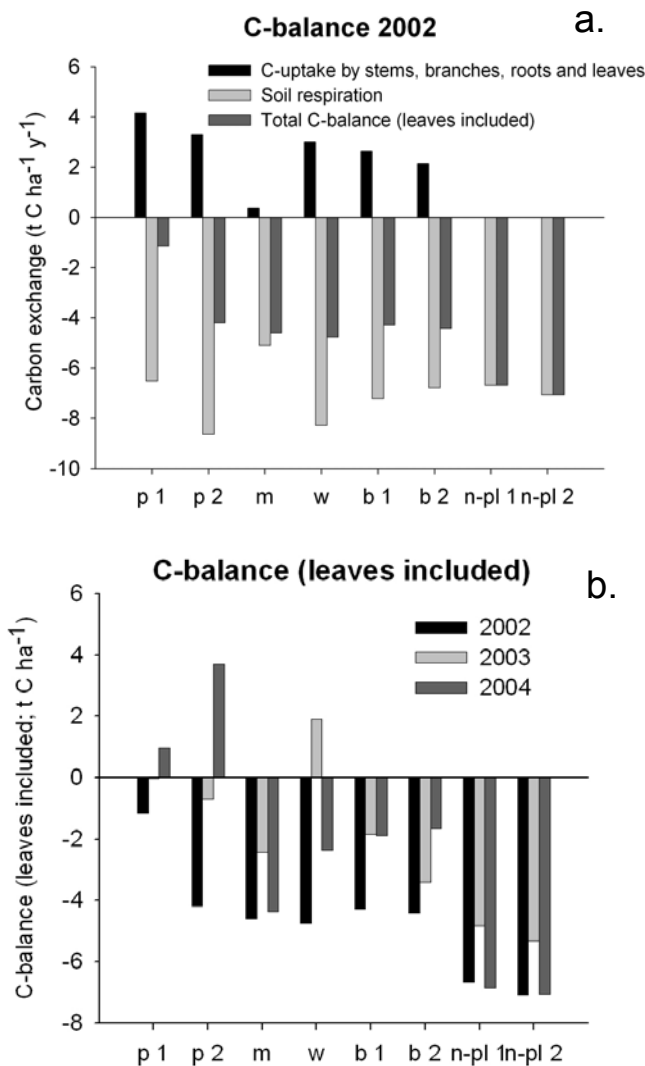 a.
C-balance 2002
C-uptake by stems, branches, roots and leaves
Soil respiration
Total C-balance (leaves included)
Carbon exchange (t C ha⁻¹ y⁻¹)
6
4
2
0
-2
-4
-6
-8
-10
p 1 p 2 m w b 1 b 2 n-pl 1 n-pl 2
C-balance (leaves included)
b.
2002
2003
2004
C-balance (leaves included; t C ha⁻¹)
6
4
2
0
-2
-4
-6
-8
p 1 p 2 m w b 1 b 2 n-pl 1n-pl 2